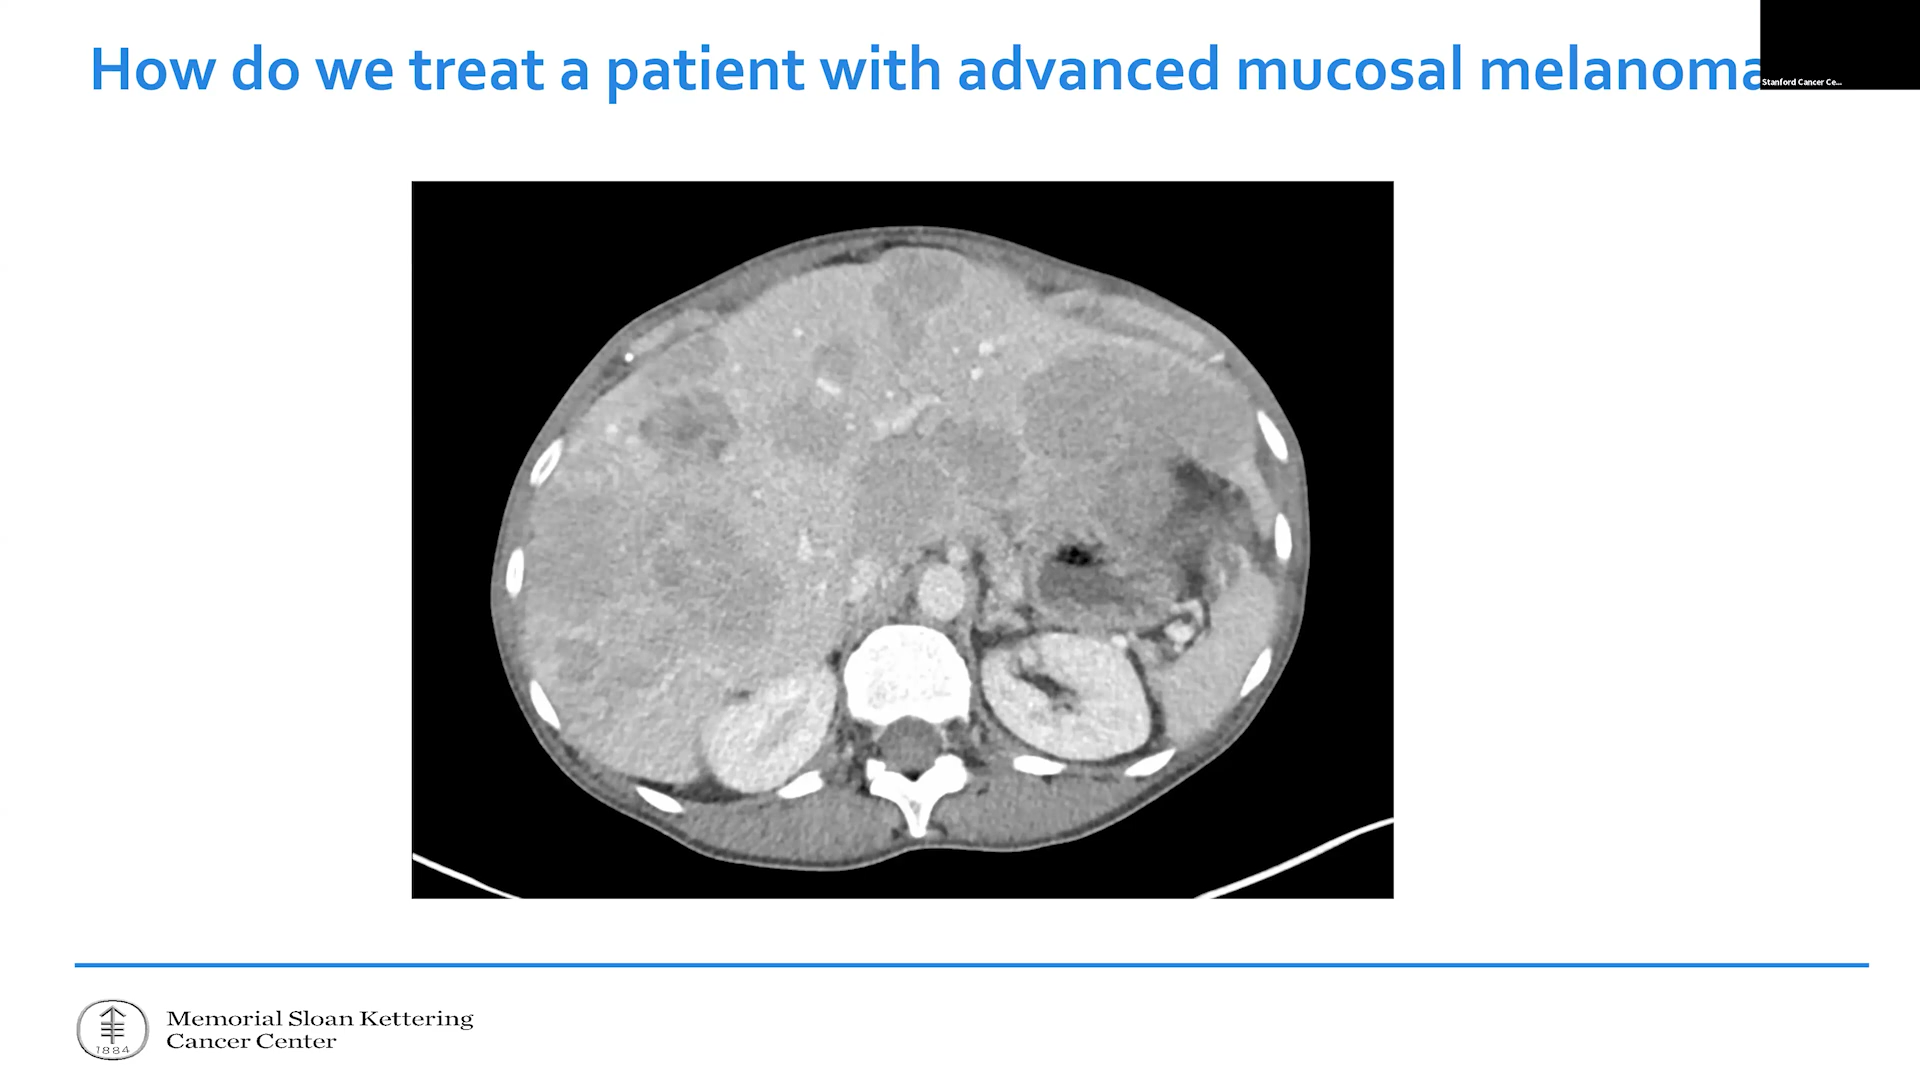 How do we treat a patient with advanced mucosal melanoma
Stanford Cancer Ce...
Memorial Sloan Kettering
Cancer Center
1884